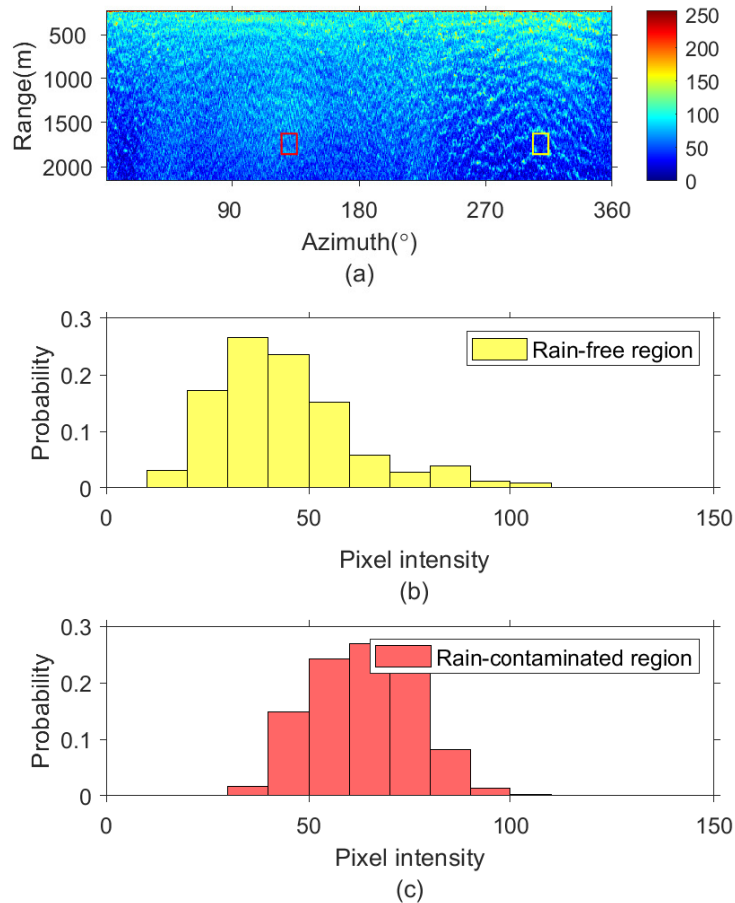 500
1000
1500
2000
Range(m)
90
180
270
360
Azimuth(°)
250
200
150
100
50
0
(a)
0.3
0.2
0.1
0
Probability
Rain-free region
0
50
100
150
Pixel intensity
(b)
0.3
0.2
0.1
0
Probability
Rain-contaminated region
0
50
100
150
Pixel intensity
(c)